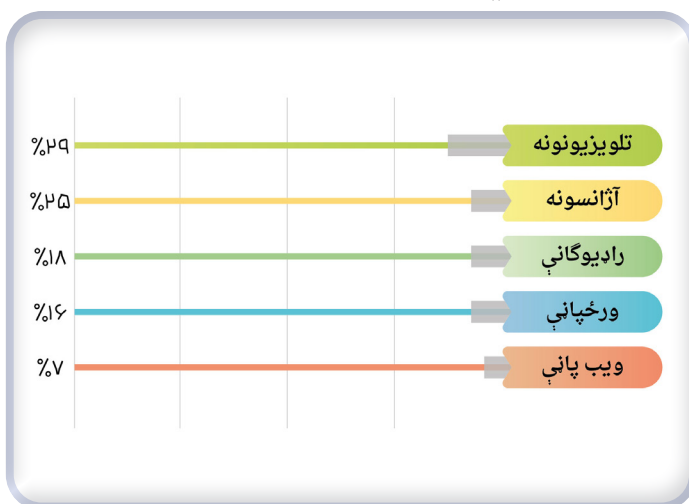 تلویزیونونه %۲۹
آژانسونه %۲۵
راډیوګانې %۱۸
ورځپاڼې %۱۶
ویب پاڼې %۷